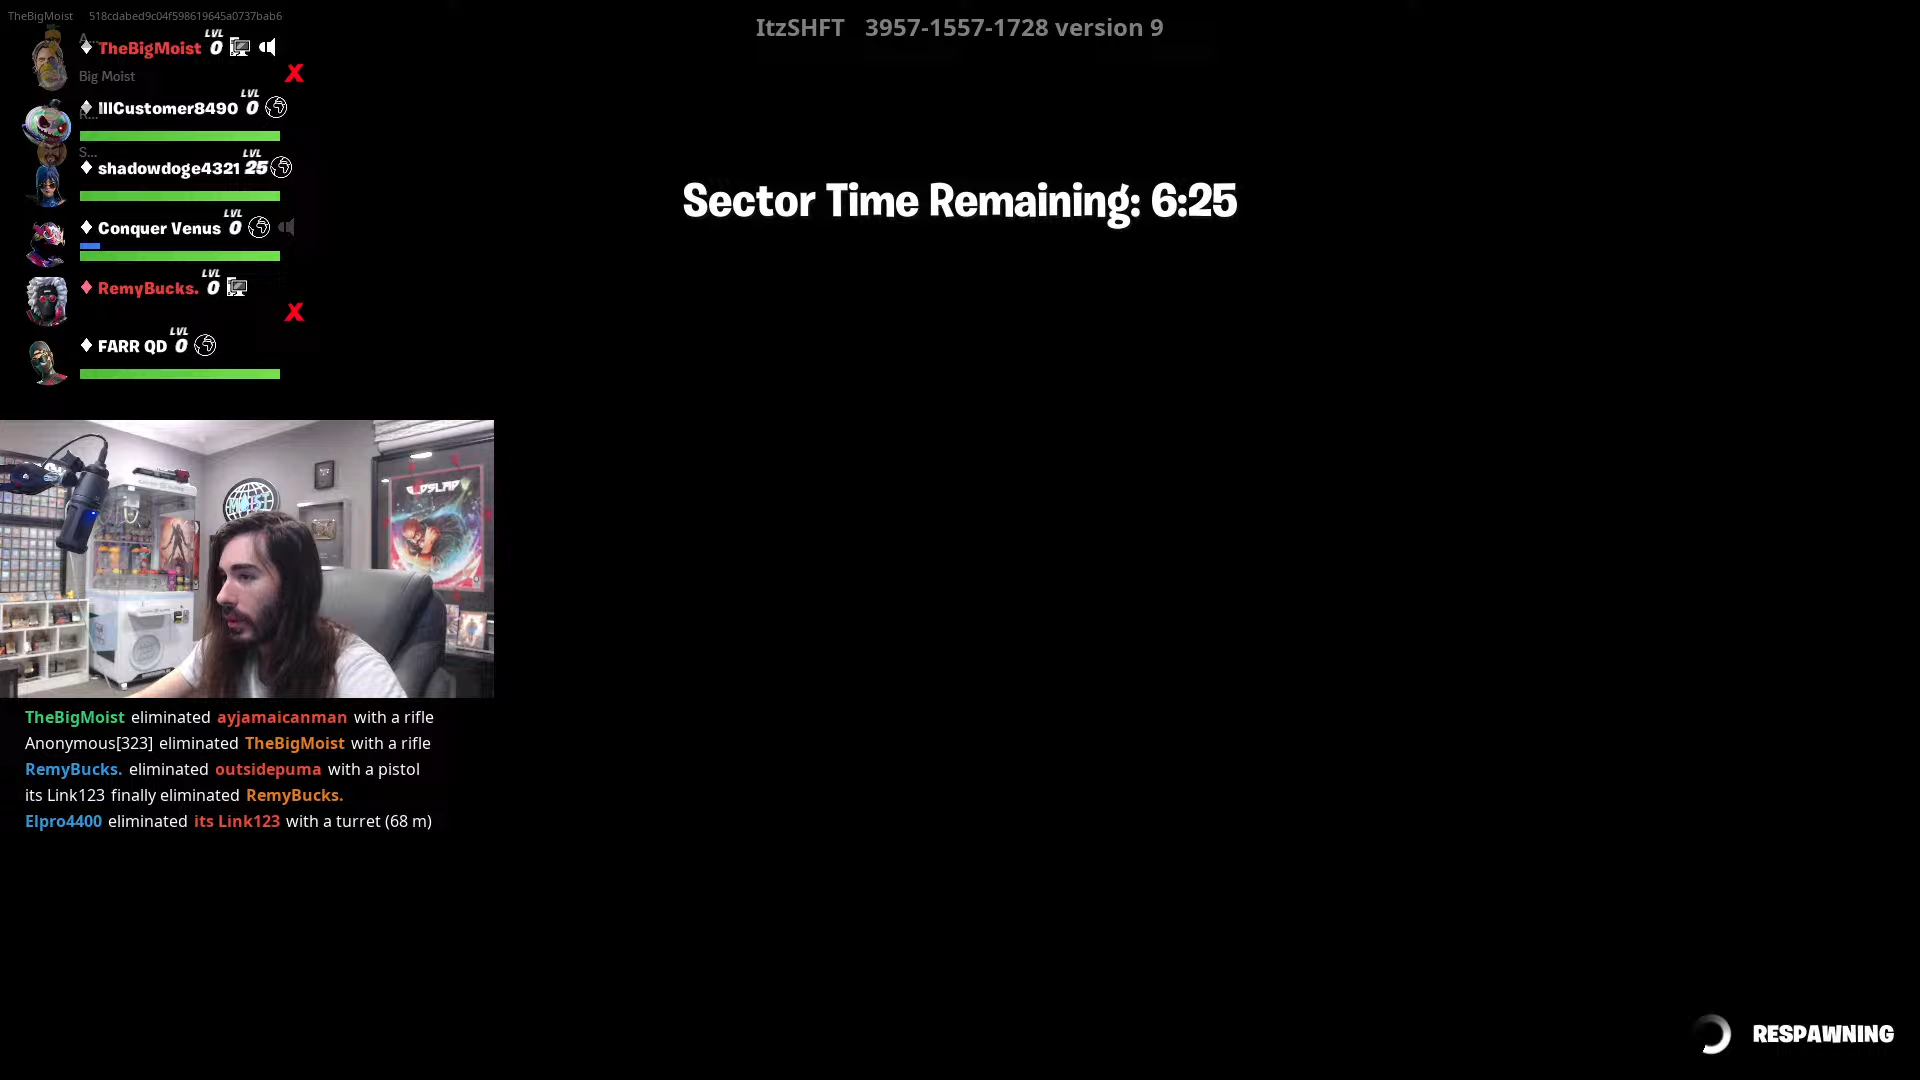 TheBigMoist 518cdabed9c04f598619645a0737bab6
ItzSHFT 3957-1557-1728 version 9
A...
TheBigMoist LVL 0
Big Moist
X
lllCustomer8490 LVL 0
R...
S...
shadowdoge4321 LVL 25
Conquer Venus LVL 0
RemyBucks. LVL 0
X
FARR QD LVL 0
Sector Time Remaining: 6:25
MOIST
TheBigMoist eliminated ayjamaicanman with a rifle
Anonymous[323] eliminated TheBigMoist with a rifle
RemyBucks. eliminated outsidepuma with a pistol
its Link123 finally eliminated RemyBucks.
Elpro4400 eliminated its Link123 with a turret (68 m)
RESPAWNING